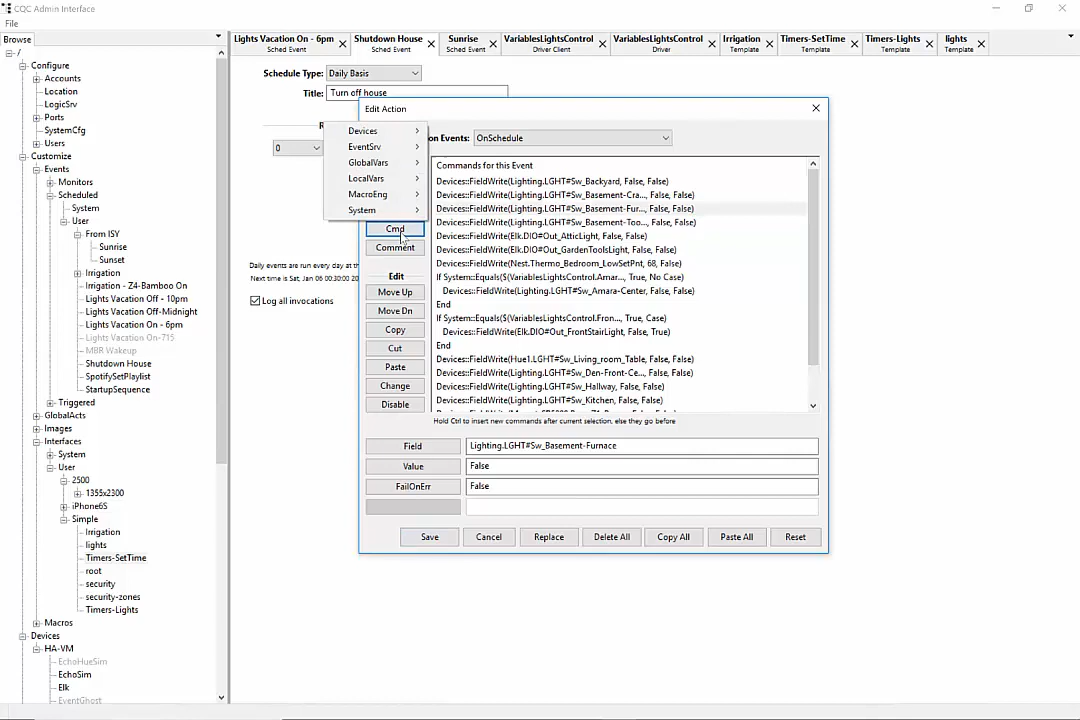 CQC Admin Interface
File
Browse
/
Configure
Accounts
Location
LogicSrv
Ports
SystemCfg
Users
Customize
Events
Monitors
Scheduled
System
User
From ISY
Sunrise
Sunset
Irrigation
Irrigation - Z4-Bamboo On
Lights Vacation Off - 10pm
Lights Vacation Off-Midnight
Lights Vacation On - 6pm
Lights Vacation On-715
MBR Wakeup
Shutdown House
SpotifySetPlaylist
StartupSequence
Triggered
GlobalActs
Images
Interfaces
System
User
2500
1355x2300
iPhone6S
Simple
Irrigation
lights
Timers-SetTime
root
security
security-zones
Timers-Lights
Macros
Devices
HA-VM
EchoHueSim
EchoSim
Elk
EventGhost
Lights Vacation On - 6pm
Sched Event
Shutdown House
Sched Event
Sunrise
Sched Event
VariablesLightsControl
Driver Client
VariablesLightsControl
Driver
Irrigation
Template
Timers-SetTime
Template
Timers-Lights
Template
lights
Template
Schedule Type: Daily Basis
Title: Turn off house
0
Daily events are run every day at the
Next time is Sat, Jan 06 00:30:00 20
Log all invocations
Edit Action
on Events: OnSchedule
Devices
EventSrv
GlobalVars
LocalVars
MacroEng
System
Cmd
Comment
Edit
Move Up
Move Dn
Copy
Cut
Paste
Change
Disable
Commands for this Event
Devices::FieldWrite(Lighting.LGHT#Sw_Backyard, False, False)
Devices::FieldWrite(Lighting.LGHT#Sw_Basement-Cra..., False, False)
Devices::FieldWrite(Lighting.LGHT#Sw_Basement-Fur..., False, False)
Devices::FieldWrite(Lighting.LGHT#Sw_Basement-Too..., False, False)
Devices::FieldWrite(Elk.DIO#Out_AtticLight, False, False)
Devices::FieldWrite(Elk.DIO#Out_GardenToolsLight, False, False)
Devices::FieldWrite(Nest.Thermo_Bedroom_LowSetPnt, 68, False)
If System::Equals($(VariablesLightsControl.Amar..., True, No Case)
Devices::FieldWrite(Lighting.LGHT#Sw_Amara-Center, False, False)
End
If System::Equals($(VariablesLightsControl.Fron..., True, Case)
Devices::FieldWrite(Elk.DIO#Out_FrontStairLight, False, True)
End
Devices::FieldWrite(Hue1.LGHT#Sw_Living_room_Table, False, False)
Devices::FieldWrite(Lighting.LGHT#Sw_Den-Front-Ce..., False, False)
Devices::FieldWrite(Lighting.LGHT#Sw_Hallway, False, False)
Devices::FieldWrite(Lighting.LGHT#Sw_Kitchen, False, False)
Hold Ctrl to insert new commands after current selection, else they go before
Field Lighting.LGHT#Sw_Basement-Furnace
Value False
FailOnErr False
Save Cancel Replace Delete All Copy All Paste All Reset